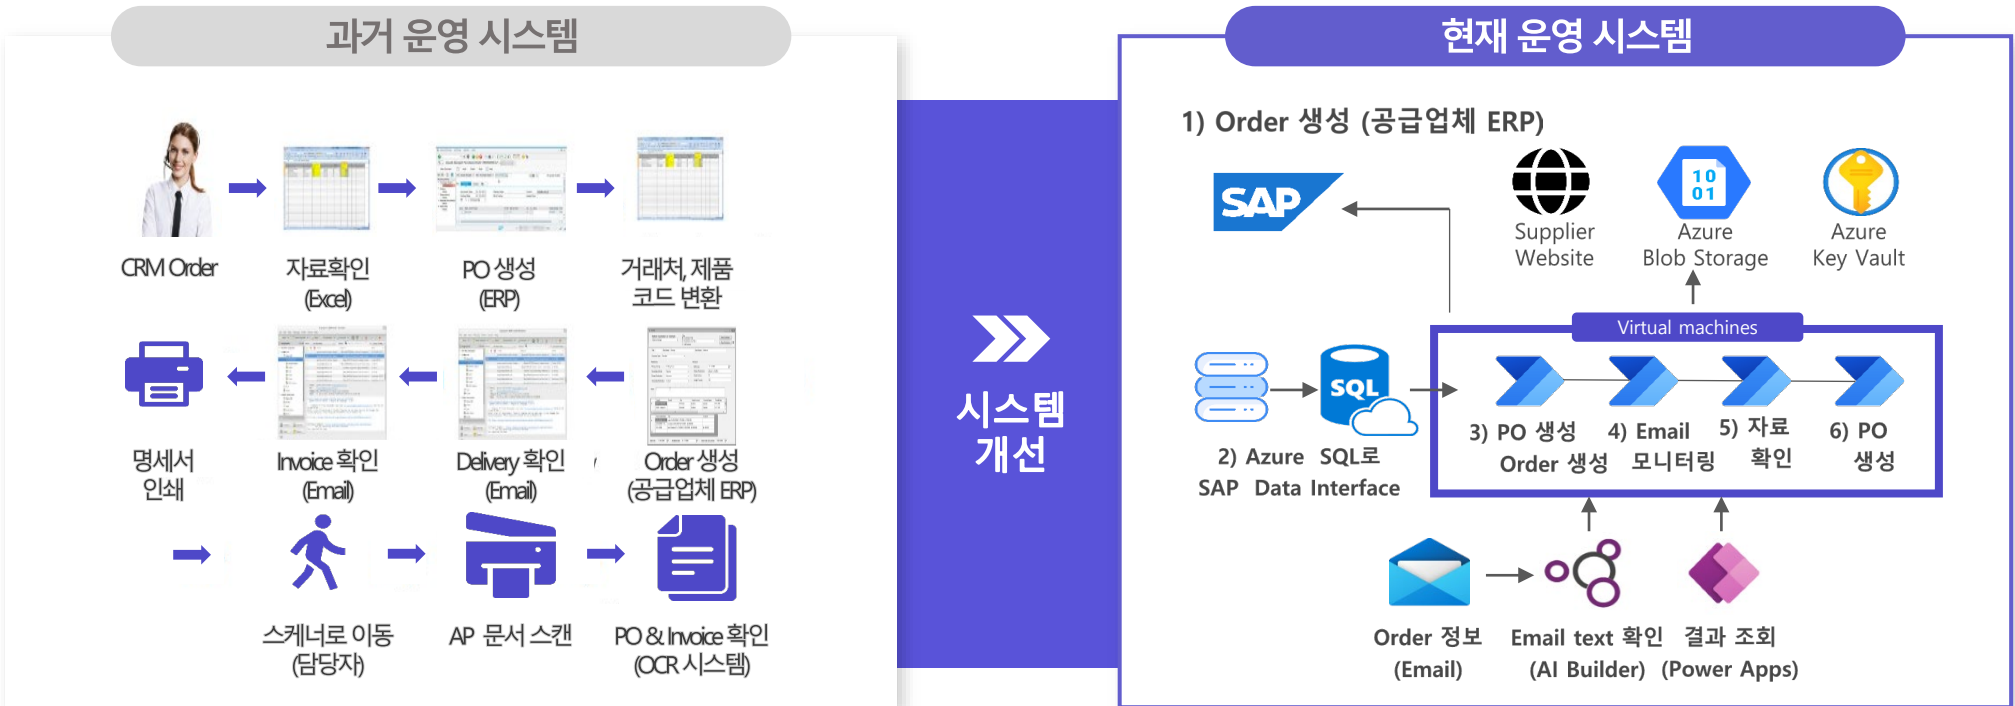 과거 운영 시스템
CRM Order
자료확인
(Excel)
PO 생성
(ERP)
거래처, 제품
코드 변환
명세서
인쇄
Invoice 확인
(Email)
Delivery 확인
(Email)
Order 생성
(공급업체 ERP)
스케너로 이동
(담당자)
AP 문서 스캔
PO & Invoice 확인
(OCR 시스템)
시스템
개선
현재 운영 시스템
1) Order 생성 (공급업체 ERP)
SAP
Supplier
Website
10
01
Azure
Blob Storage
Azure
Key Vault
Virtual machines
SQL
2) Azure SQL로
SAP Data Interface
3) PO 생성
Order 생성
4) Email
모니터링
5) 자료
확인
6) PO
생성
Order 정보
(Email)
Email text 확인
(AI Builder)
결과 조회
(Power Apps)